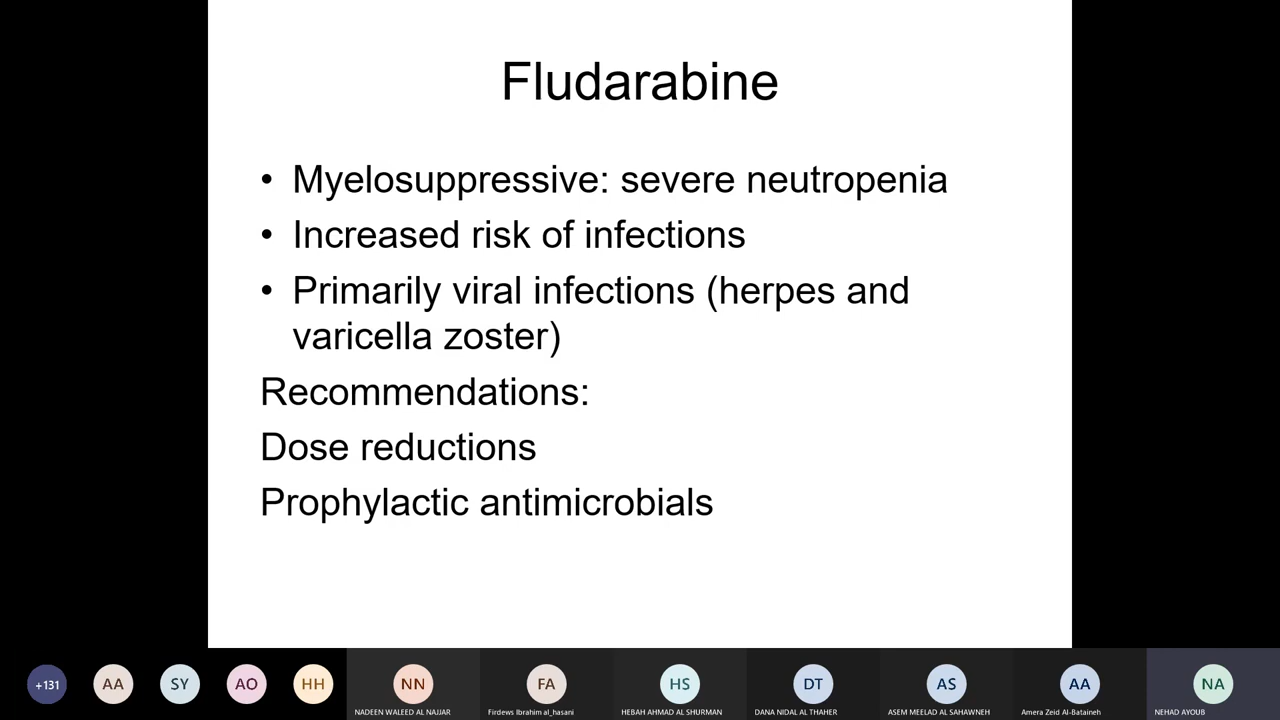 Fludarabine
• Myelosuppressive: severe neutropenia
• Increased risk of infections
• Primarily viral infections (herpes and
varicella zoster)
Recommendations:
Dose reductions
Prophylactic antimicrobials
+131
AA
SY
AO
HH
NN
FA
HS
DT
AS
AA
NA
NADEEN WALEED AL NAJJAR
Firdews Ibrahim al_hasani
HEBAH AHMAD AL SHURMAN
DANA NIDAL AL THAHER
ASEM MEELAD AL SAHAWNEH
Amera Zeid Al-Bataineh
NEHAD AYOUB